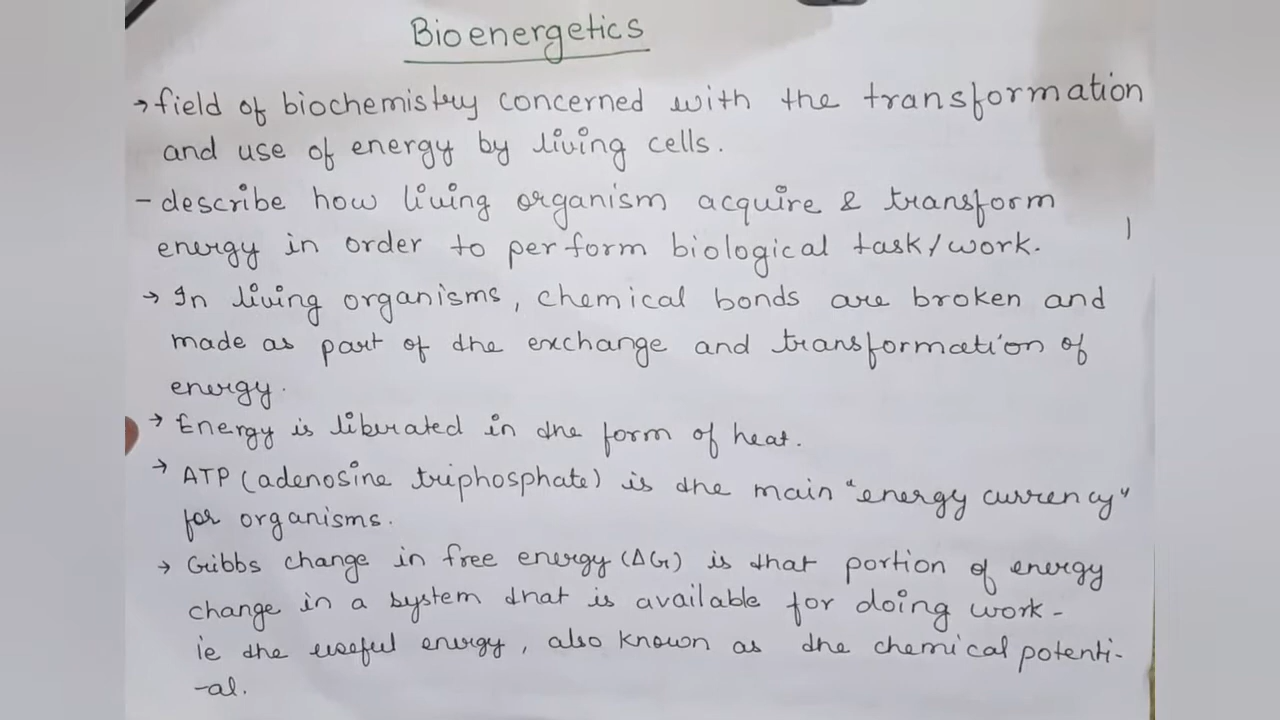 Bioenergetics
→ field of biochemistry concerned with the transformation
and use of energy by living cells.
- describe how living organism acquire & transform
energy in order to perform biological task/work.
→ In living organisms, chemical bonds are broken and
made as part of the exchange and transformation of
energy.
→ Energy is liberated in the form of heat.
→ ATP (adenosine triphosphate) is the main "energy currency"
for organisms.
→ Gibbs change in free energy (ΔG) is that portion of energy
change in a system that is available for doing work -
ie the useful energy, also known as the chemical potenti-
-al.